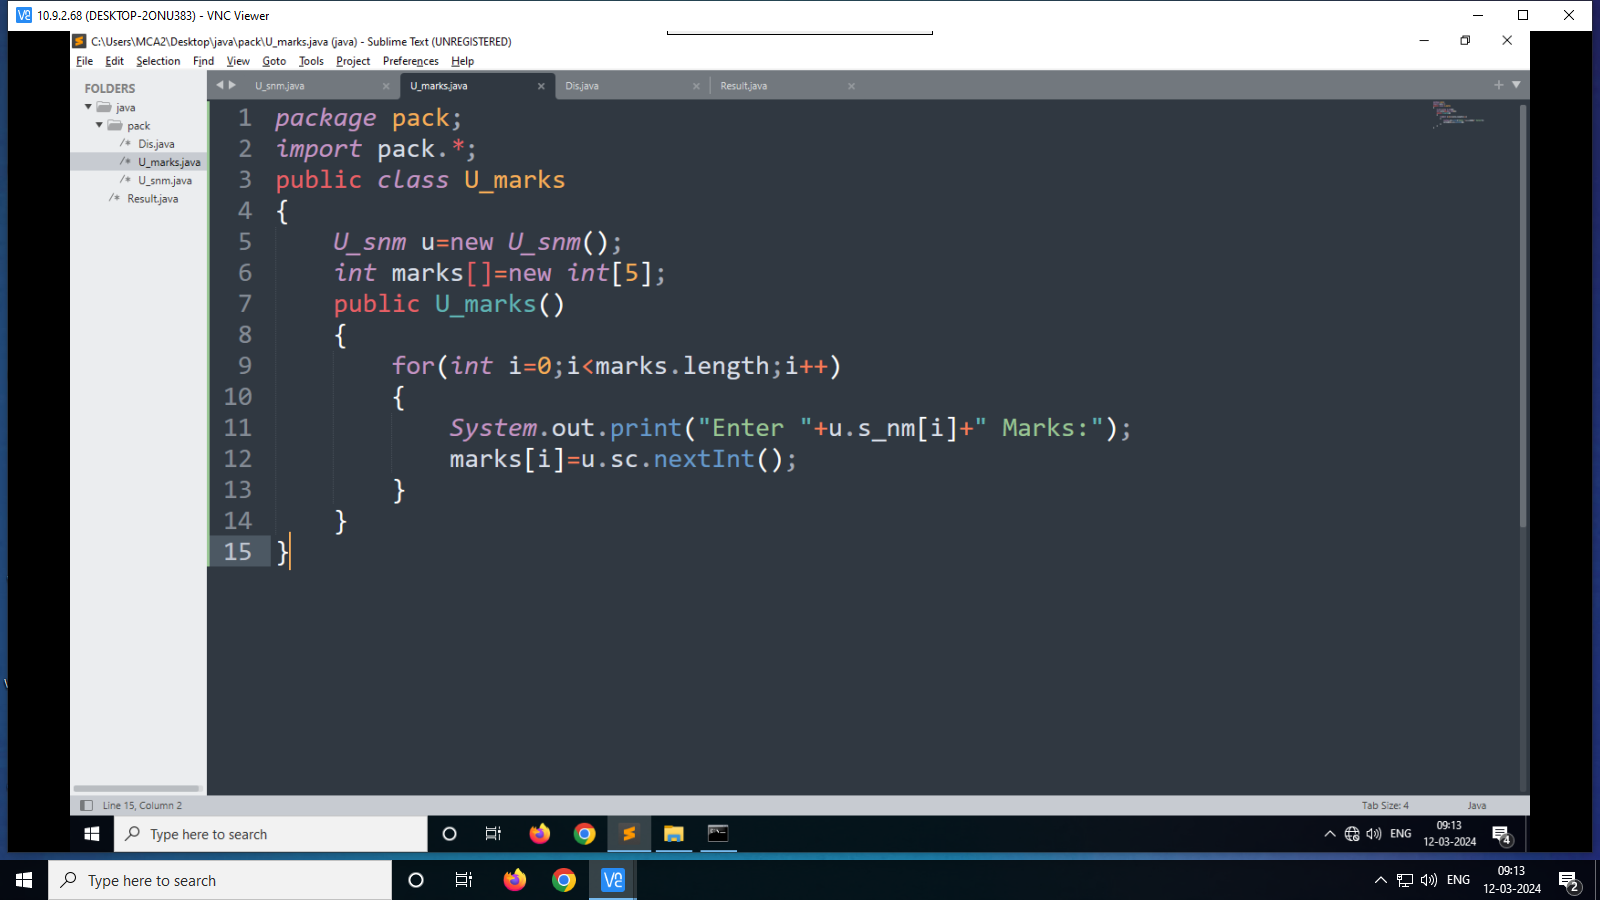 10.9.2.68 (DESKTOP-2ONU383) - VNC Viewer
C:\Users\MCA2\Desktop\java\pack\U_marks.java (java) - Sublime Text (UNREGISTERED)
File Edit Selection Find View Goto Tools Project Preferences Help
FOLDERS
java
pack
/* Dis.java
/* U_marks.java
/* U_snm.java
/* Result.java
U_snm.java
U_marks.java
Dis.java
Result.java
1 package pack;
2 import pack.*;
3 public class U_marks
4 {
5 U_snm u=new U_snm();
6 int marks[]=new int[5];
7 public U_marks()
8 {
9 for(int i=0;i<marks.length;i++)
10 {
11 System.out.print("Enter "+u.s_nm[i]+" Marks:");
12 marks[i]=u.sc.nextInt();
13 }
14 }
15 }
Line 15, Column 2
Tab Size: 4
Java
Type here to search
ENG
09:13
12-03-2024
4
Type here to search
ENG
09:13
12-03-2024
2